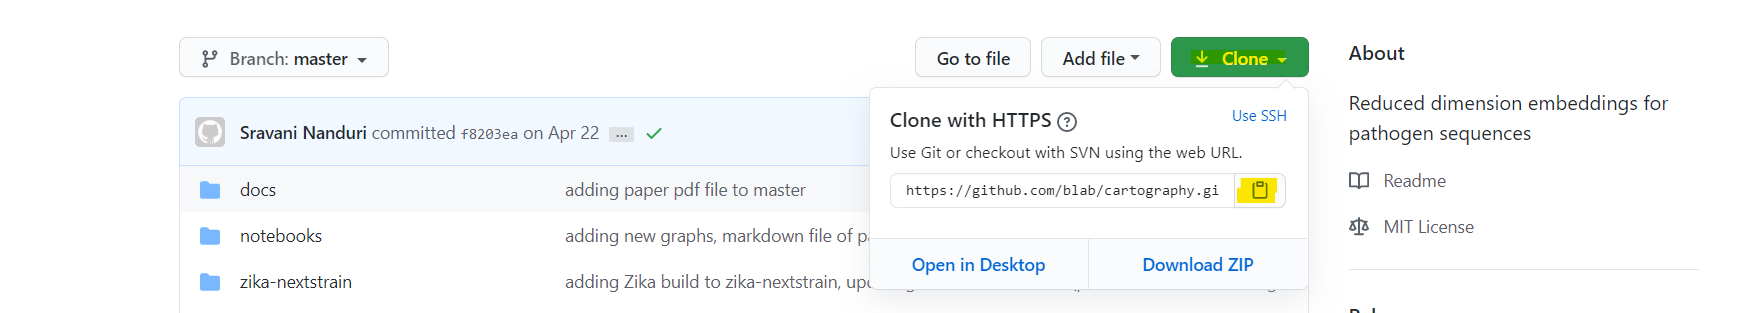 Branch: master
Go to file
Add file
Clone
About
Reduced dimension embeddings for
pathogen sequences
Sravani Nanduri committed f8203ea on Apr 22 ...
Clone with HTTPS ?
Use SSH
Use Git or checkout with SVN using the web URL.
https://github.com/blab/cartography.gi
docs
adding paper pdf file to master
Readme
notebooks
adding new graphs, markdown file of
MIT License
Open in Desktop
Download ZIP
zika-nextstrain
adding Zika build to zika-nextstrain,